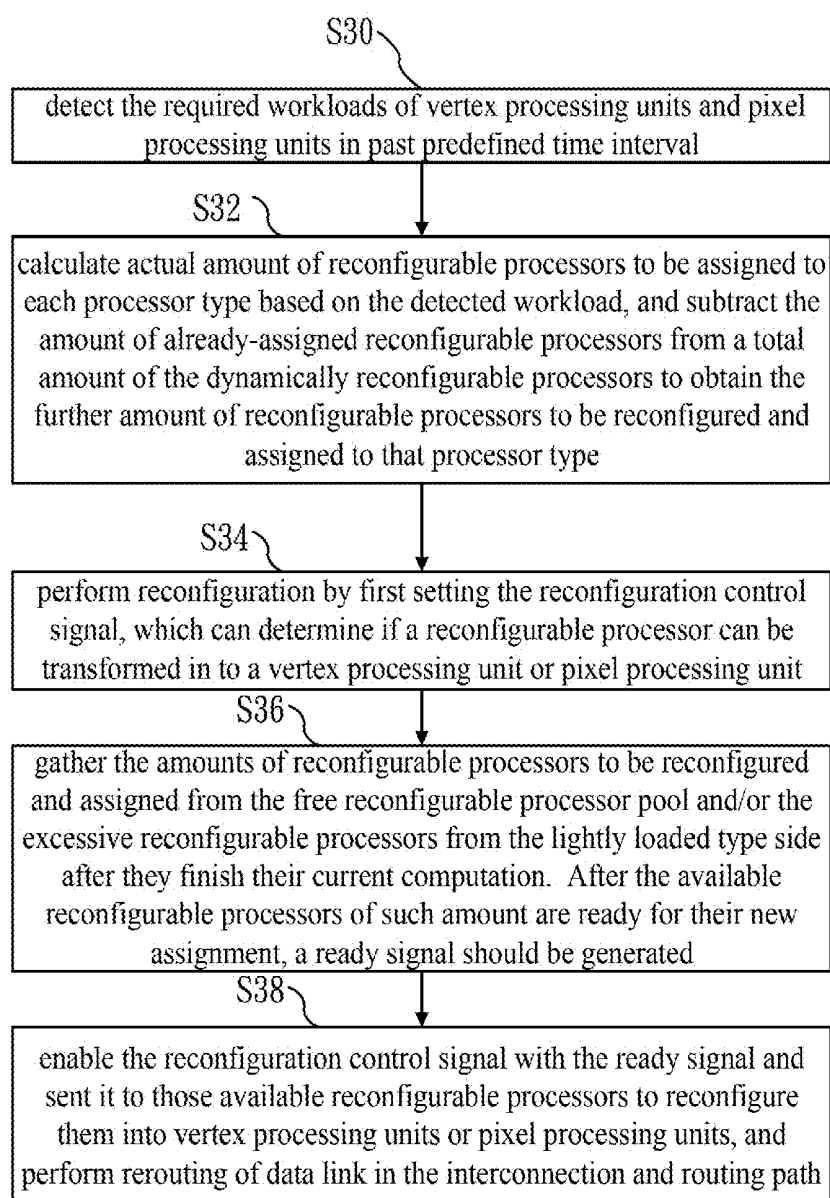 S30
detect the required workloads of vertex processing units and pixel
processing units in past predefined time interval
S32
calculate actual amount of reconfigurable processors to be assigned to
each processor type based on the detected workload, and subtract the
amount of already-assigned reconfigurable processors from a total
amount of the dynamically reconfigurable processors to obtain the
further amount of reconfigurable processors to be reconfigured and
assigned to that processor type
S34
perform reconfiguration by first setting the reconfiguration control
signal, which can determine if a reconfigurable processor can be
transformed in to a vertex processing unit or pixel processing unit
S36
gather the amounts of reconfigurable processors to be reconfigured
and assigned from the free reconfigurable processor pool and/or the
excessive reconfigurable processors from the lightly loaded type side
after they finish their current computation. After the available
reconfigurable processors of such amount are ready for their new
assignment, a ready signal should be generated
S38
enable the reconfiguration control signal with the ready signal and
sent it to those available reconfigurable processors to reconfigure
them into vertex processing units or pixel processing units, and
perform rerouting of data link in the interconnection and routing path